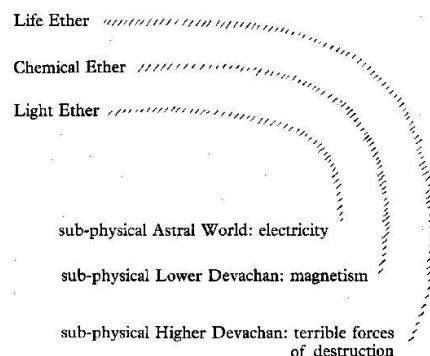 Life Ether
Chemical Ether
Light Ether
sub-physical Astral World: electricity
sub-physical Lower Devachan: magnetism
sub-physical Higher Devachan: terrible forces
of destruction